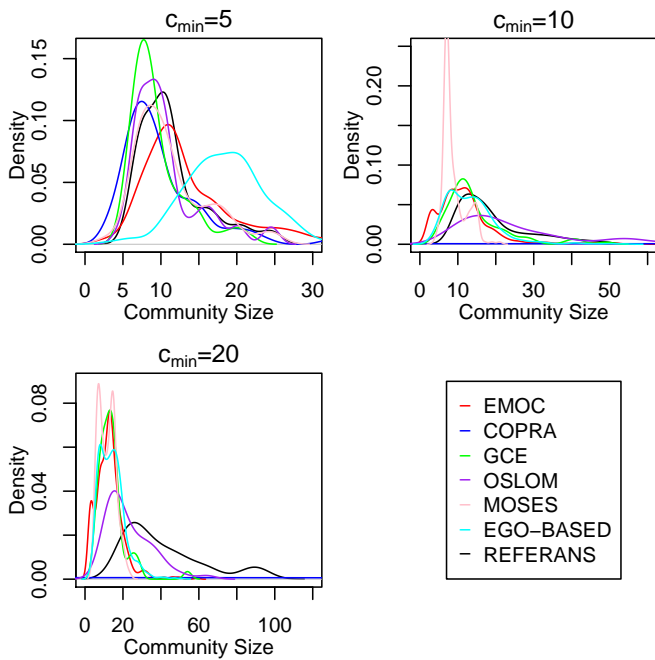 c_min=5
Density
0.00 0.05 0.10 0.15
0 5 10 20 30
Community Size
c_min=10
Density
0.00 0.10 0.20
0 10 30 50
Community Size
c_min=20
Density
0.00 0.04 0.08
0 20 60 100
Community Size
EMOC
COPRA
GCE
OSLOM
MOSES
EGO−BASED
REFERANS